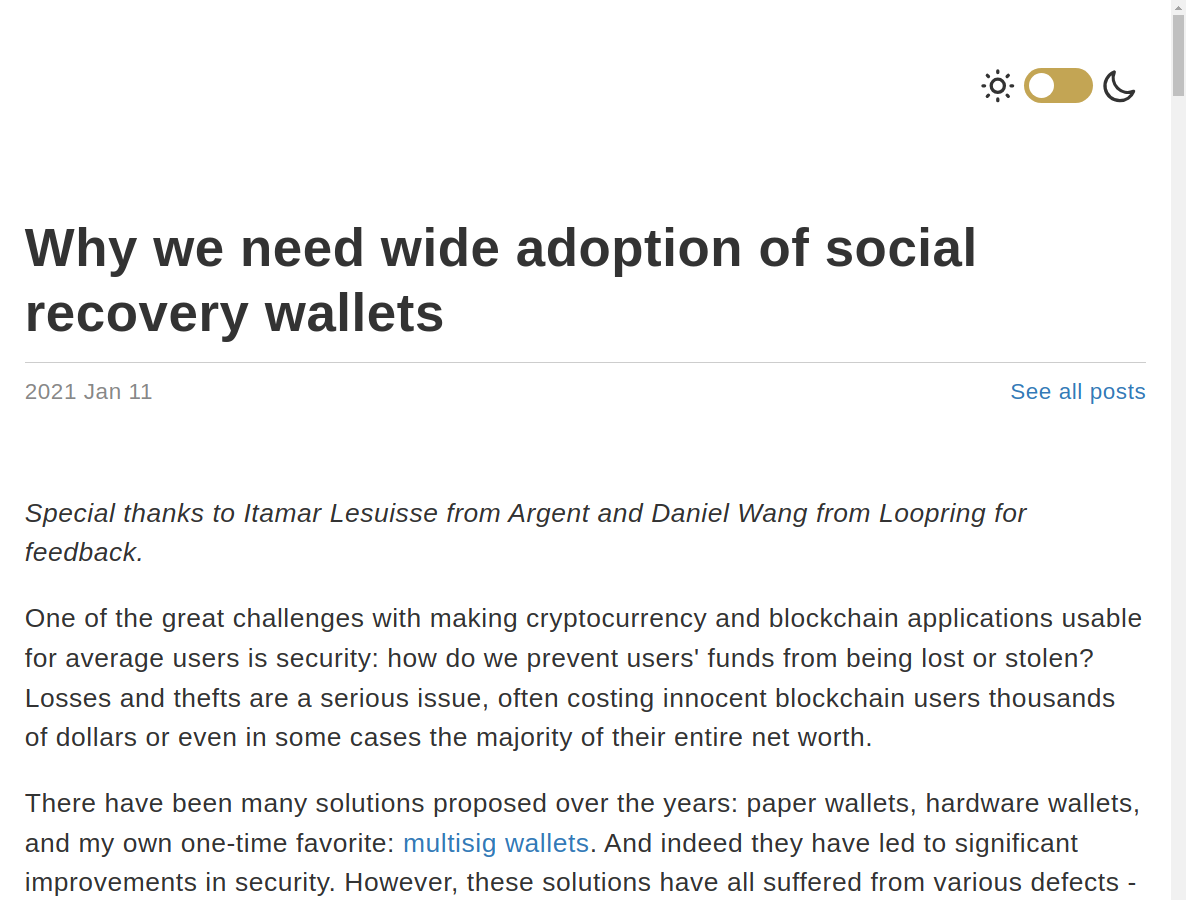 Why we need wide adoption of social
recovery wallets
2021 Jan 11
See all posts
Special thanks to Itamar Lesuisse from Argent and Daniel Wang from Loopring for
feedback.
One of the great challenges with making cryptocurrency and blockchain applications usable
for average users is security: how do we prevent users' funds from being lost or stolen?
Losses and thefts are a serious issue, often costing innocent blockchain users thousands
of dollars or even in some cases the majority of their entire net worth.
There have been many solutions proposed over the years: paper wallets, hardware wallets,
and my own one-time favorite: multisig wallets. And indeed they have led to significant
improvements in security. However, these solutions have all suffered from various defects -